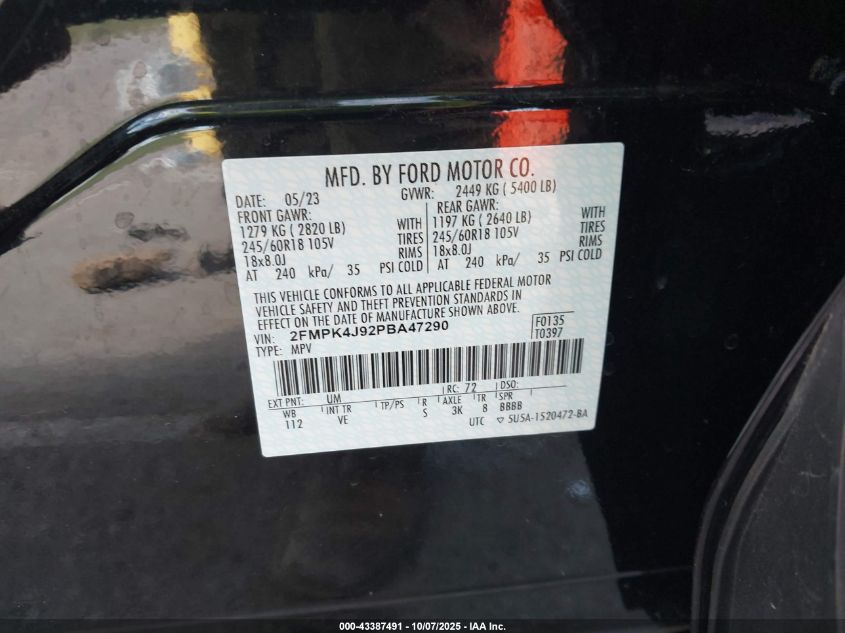 MFD. BY FORD MOTOR CO.
DATE: 05/23 GVWR: 2449 KG ( 5400 LB)
FRONT GAWR: REAR GAWR:
1279 KG ( 2820 LB) WITH 1197 KG ( 2640 LB) WITH
245/60R18 105V TIRES 245/60R18 105V TIRES
18x8.0J RIMS 18x8.0J RIMS
AT 240 kPa/ 35 PSI COLD AT 240 kPa/ 35 PSI COLD
THIS VEHICLE CONFORMS TO ALL APPLICABLE FEDERAL MOTOR
VEHICLE SAFETY AND THEFT PREVENTION STANDARDS IN
EFFECT ON THE DATE OF MANUFACTURE SHOWN ABOVE.
VIN: 2FMPK4J92PBA47290 F0135
TYPE: MPV T0397
EXT PNT: UM RC: 72 DSO:
WB INT TR TP/PS R AXLE TR SPR
112 VE S 3K 8 BBBB
UTC ▽ 5U5A-1520472-BA
000-43387491 - 10/07/2025 - IAA Inc.